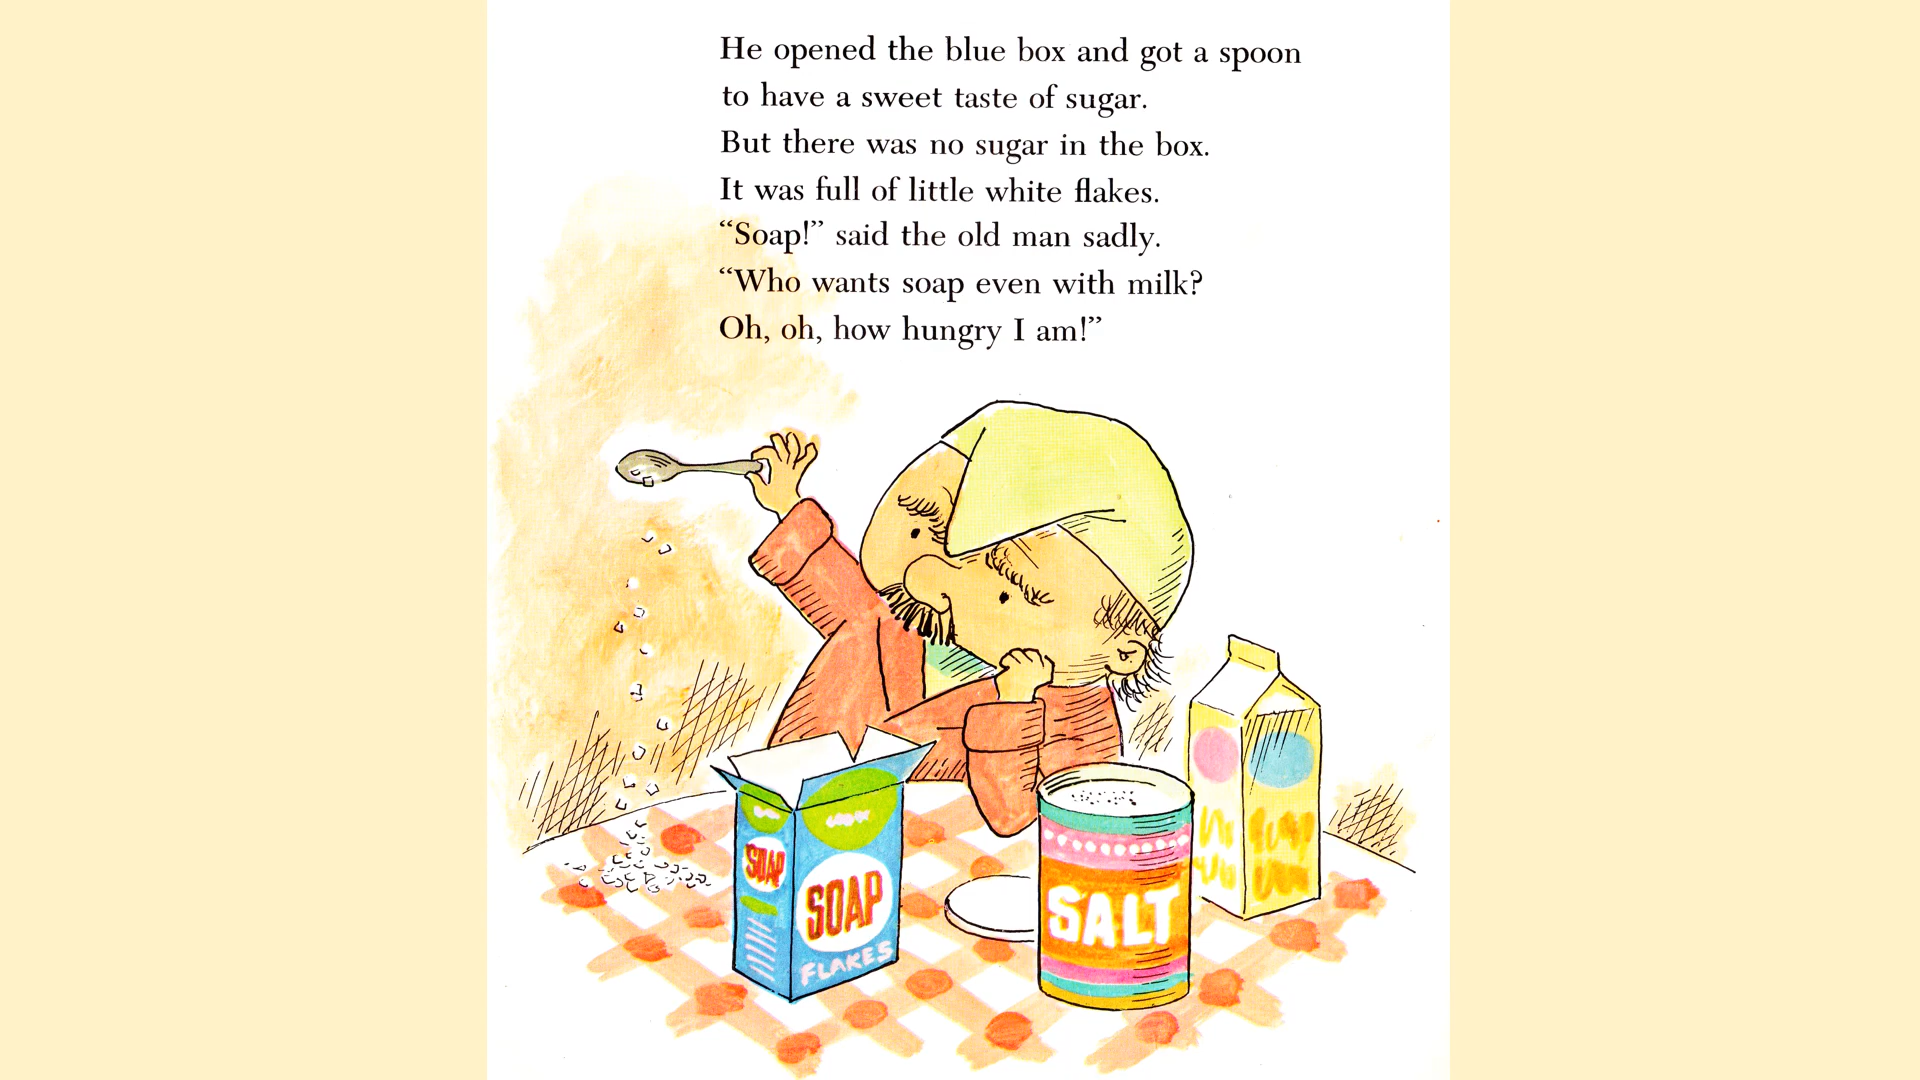 He opened the blue box and got a spoon
to have a sweet taste of sugar.
But there was no sugar in the box.
It was full of little white flakes.
“Soap!” said the old man sadly.
“Who wants soap even with milk?
Oh, oh, how hungry I am!”
SOAP
SOAP
FLAKES
SALT